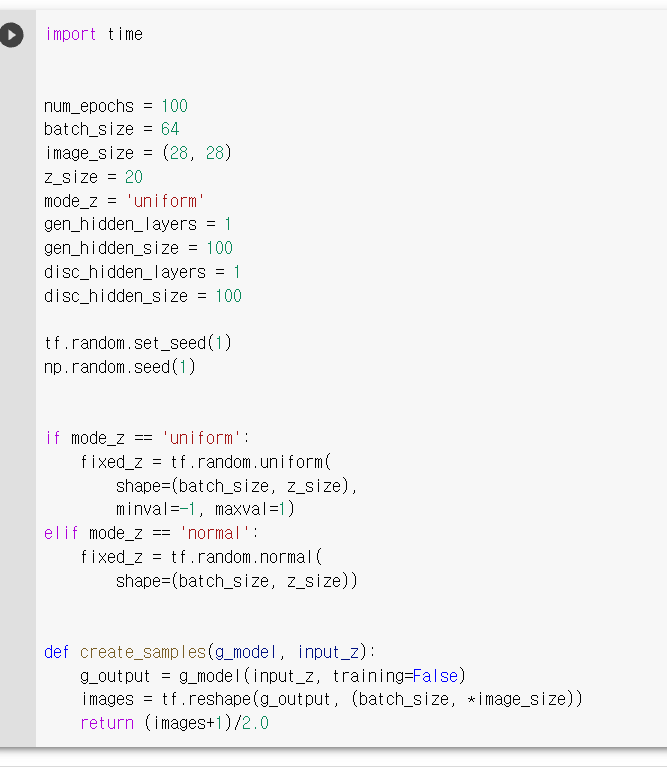 import time
num_epochs = 100
batch_size = 64
image_size = (28, 28)
z_size = 20
mode_z = 'uniform'
gen_hidden_layers = 1
gen_hidden_size = 100
disc_hidden_layers = 1
disc_hidden_size = 100
tf.random.set_seed(1)
np.random.seed(1)
if mode_z == 'uniform':
    fixed_z = tf.random.uniform(
        shape=(batch_size, z_size),
        minval=-1, maxval=1)
elif mode_z == 'normal':
    fixed_z = tf.random.normal(
        shape=(batch_size, z_size))
def create_samples(g_model, input_z):
    g_output = g_model(input_z, training=False)
    images = tf.reshape(g_output, (batch_size, *image_size))
    return (images+1)/2.0